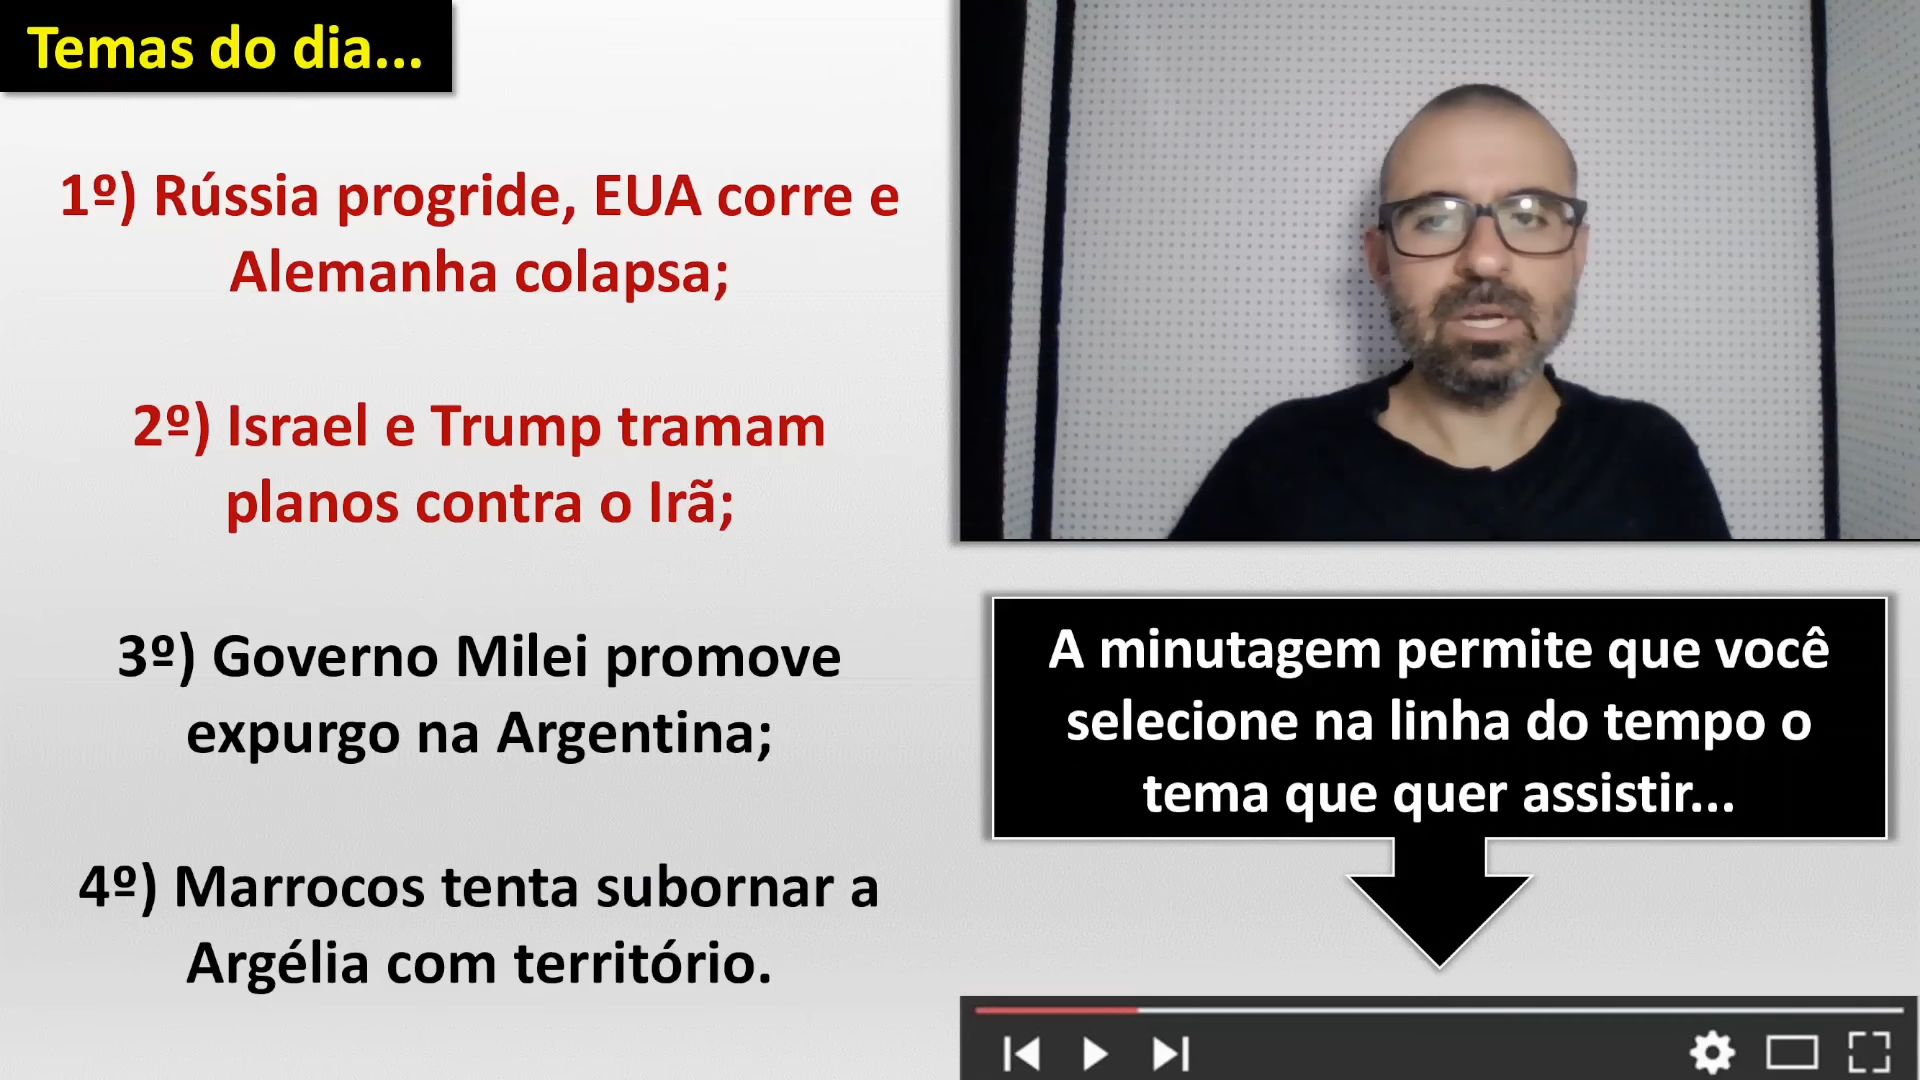 Temas do dia...
1º) Rússia progride, EUA corre e
Alemanha colapsa;
2º) Israel e Trump tramam
planos contra o Irã;
3º) Governo Milei promove
expurgo na Argentina;
4º) Marrocos tenta subornar a
Argélia com território.
A minutagem permite que você
selecione na linha do tempo o
tema que quer assistir...